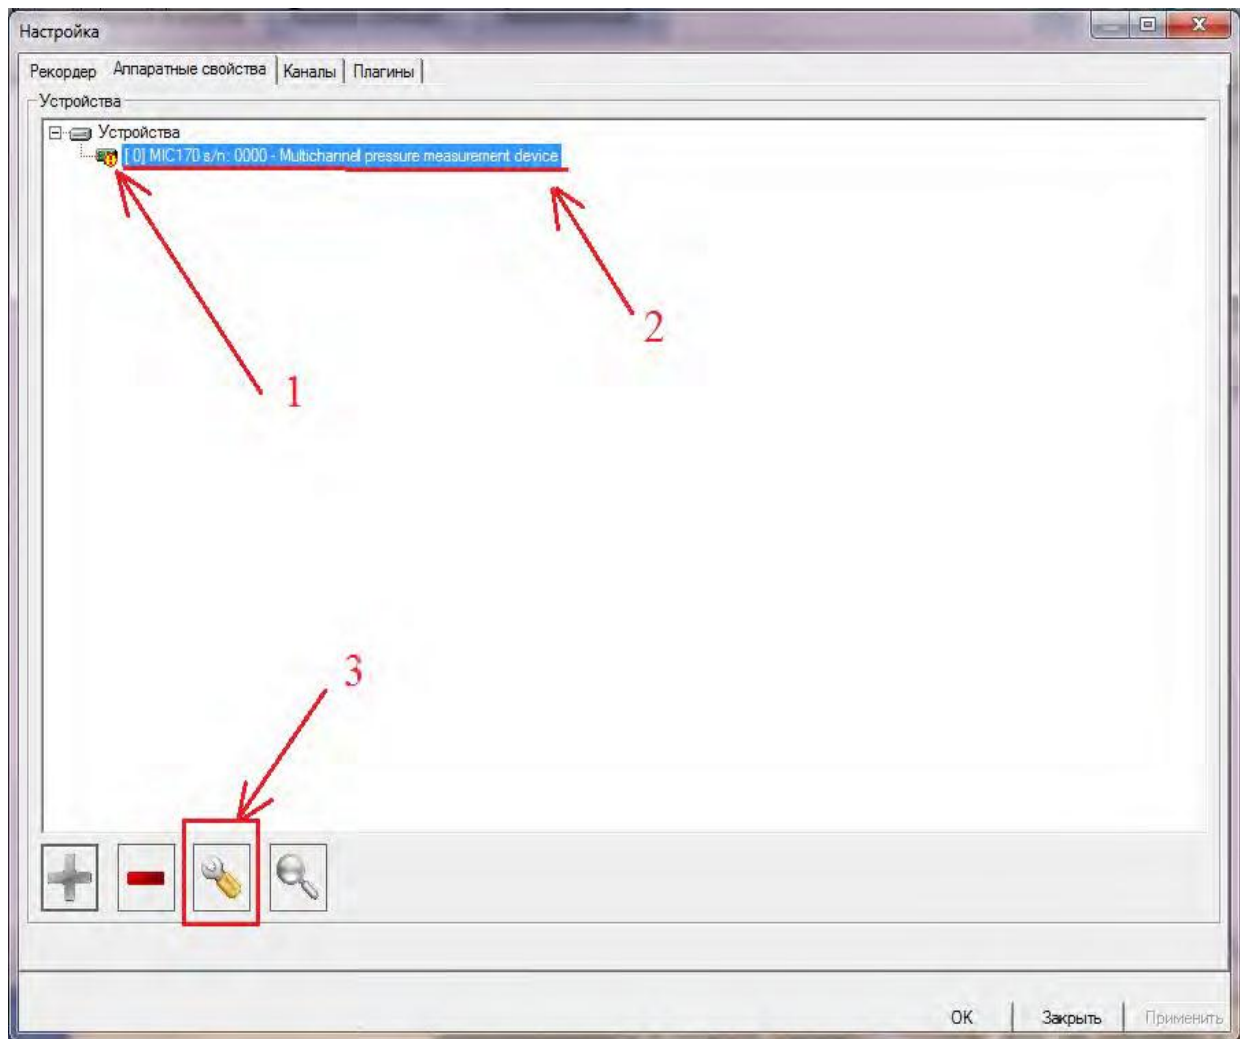 Настройка
Рекордер Аппаратные свойства Каналы Плагины
Устройства
Устройства
[ 0] MIC170 s/n: 0000 - Multichannel pressure measurement device
2
1
3
OK Закрыть Применить